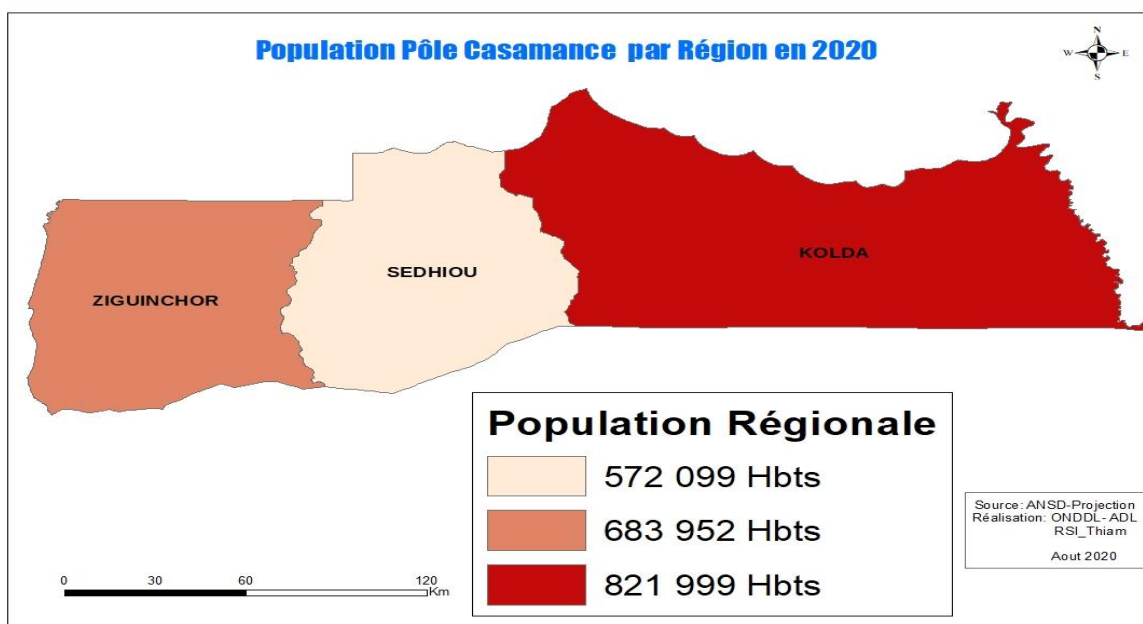 Population Pôle Casamance par Région en 2020
N
W E
S
KOLDA
SEDHIOU
ZIGUINCHOR
Population Régionale
572 099 Hbts
683 952 Hbts
821 999 Hbts
Source: ANSD-Projection
Réalisation: ONDDL-ADL
RSI_Thiam
Aout 2020
0 30 60 120
Km